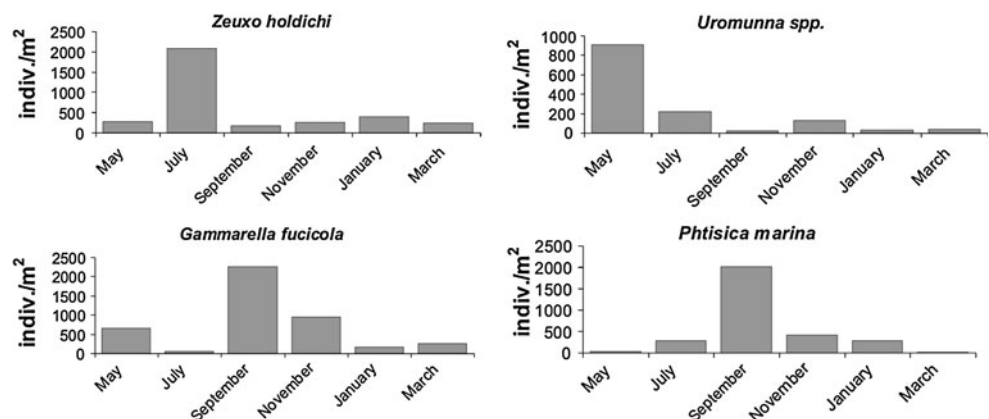 Zeuxo holdichi
indiv./m²
2500
2000
1500
1000
500
0
May
July
September
November
January
March
Uromunna spp.
indiv./m²
1000
800
600
400
200
0
May
July
September
November
January
March
Gammarella fucicola
indiv./m²
2500
2000
1500
1000
500
0
May
July
September
November
January
March
Phtisica marina
indiv./m²
2500
2000
1500
1000
500
0
May
July
September
November
January
March